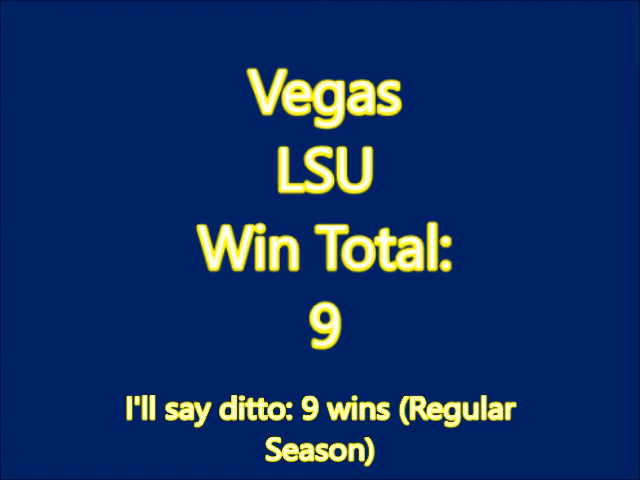 Vegas
LSU
Win Total:
9
I'll say ditto: 9 wins (Regular
Season)